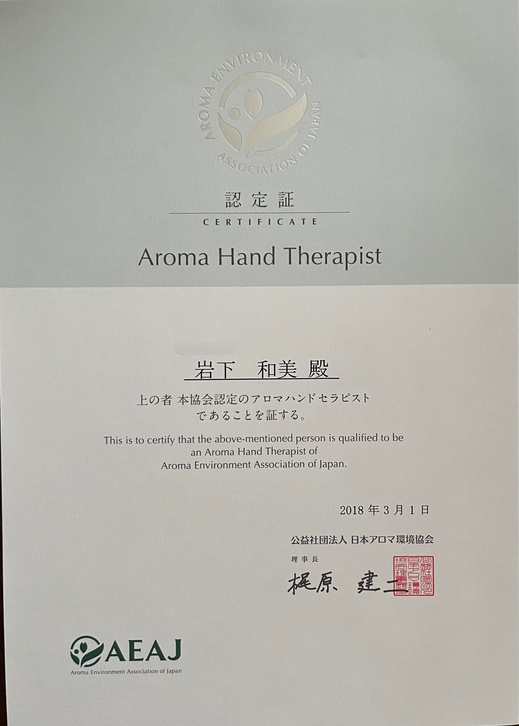 AROMA ENVIRONMENT
ASSOCIATION OF JAPAN
認定証
CERTIFICATE
Aroma Hand Therapist
岩下 和美 殿
上の者 本協会認定のアロマハンドセラピスト
であることを証する。
This is to certify that the above-mentioned person is qualified to be
an Aroma Hand Therapist of
Aroma Environment Association of Japan.
2018 年 3 月 1 日
公益社団法人 日本アロマ環境協会
理事長
梶原 建二
AEAJ
Aroma Environment Association of Japan